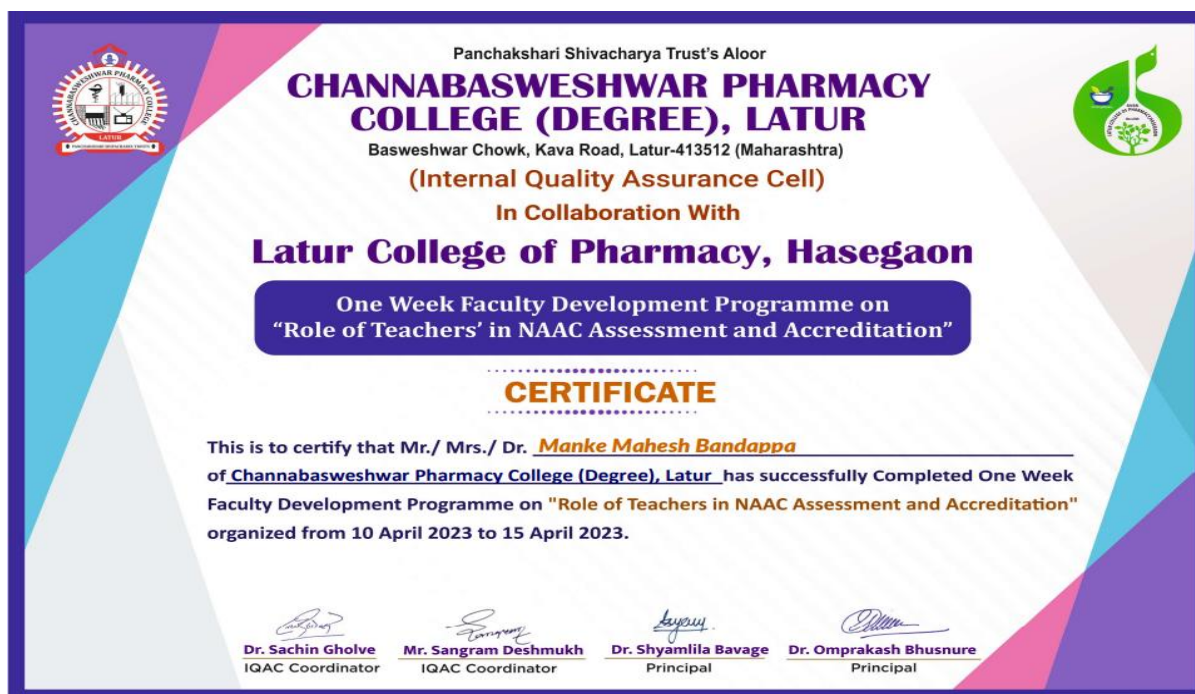 Panchakshari Shivacharya Trust's Aloor
CHANNABASWESHWAR PHARMACY
COLLEGE (DEGREE), LATUR
Basweshwar Chowk, Kava Road, Latur-413512 (Maharashtra)
(Internal Quality Assurance Cell)
In Collaboration With
Latur College of Pharmacy, Hasegaon
One Week Faculty Development Programme on
“Role of Teachers’ in NAAC Assessment and Accreditation”
CERTIFICATE
This is to certify that Mr./ Mrs./ Dr. Manke Mahesh Bandappa
of Channabasweshwar Pharmacy College (Degree), Latur has successfully Completed One Week
Faculty Development Programme on "Role of Teachers in NAAC Assessment and Accreditation"
organized from 10 April 2023 to 15 April 2023.
Dr. Sachin Gholve
IQAC Coordinator
Mr. Sangram Deshmukh
IQAC Coordinator
Dr. Shyamlila Bavage
Principal
Dr. Omprakash Bhusnure
Principal
CHANNABASWESHWAR PHARMACY COLLEGE
LATUR